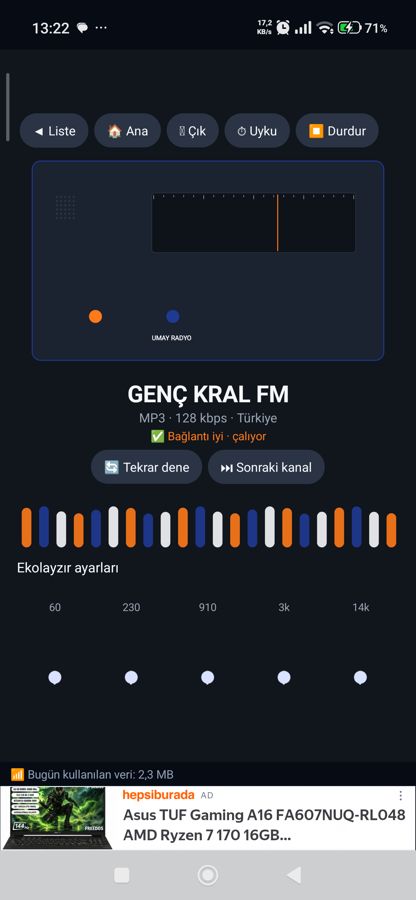 13:22
17,2
KB/s
71%
◄ Liste
🏠 Ana
Çık
⏱ Uyku
⏹ Durdur
UMAY RADYO
GENÇ KRAL FM
MP3 · 128 kbps · Türkiye
✅ Bağlantı iyi · çalıyor
🔄 Tekrar dene
⏭ Sonraki kanal
Ekolayzır ayarları
60 230 910 3k 14k
📶 Bugün kullanılan veri: 2,3 MB
hepsiburada AD
Asus TUF Gaming A16 FA607NUQ-RL048
AMD Ryzen 7 170 16GB...
144
FREEDOS